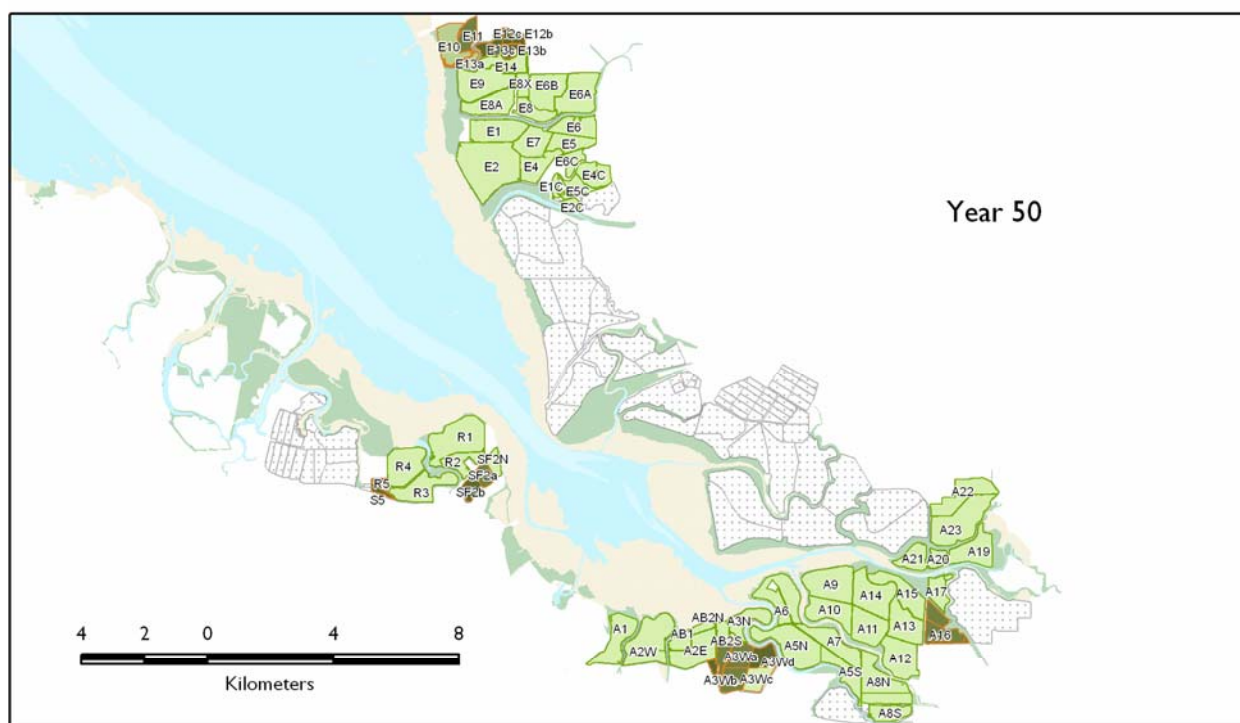 E11
E12c
E12b
E10
E13c
E13b
E13a
E14
E9
E8X
E6B
E6A
E8A
E8
E1
E6
E7
E5
E2
E4
E6C
E4C
E1C
E5C
E2C
Year 50
R1
R4
R2
SF2N
SF2a
R5
R3
SF2b
S5
A22
A23
A19
A21
A20
A9
A14
A15
A17
A6
A10
A11
A13
A16
A1
AB2N
A3N
AB1
AB2S
A5N
A7
A2W
A2E
A3Wa
A3Wd
A12
A3Wb
A3Wc
A5S
A8N
A8S
4 2 0 4 8
Kilometers